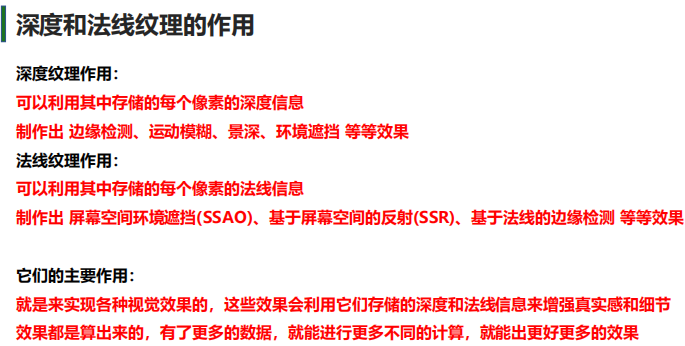 深度和法线纹理的作用
深度纹理作用：
可以利用其中存储的每个像素的深度信息
制作出 边缘检测、运动模糊、景深、环境遮挡 等等效果
法线纹理作用：
可以利用其中存储的每个像素的法线信息
制作出 屏幕空间环境遮挡(SSAO)、基于屏幕空间的反射(SSR)、基于法线的边缘检测 等等效果
它们的主要作用：
就是来实现各种视觉效果的，这些效果会利用它们存储的深度和法线信息来增强真实感和细节
效果都是算出来的，有了更多的数据，就能进行更多不同的计算，就能出更好更多的效果